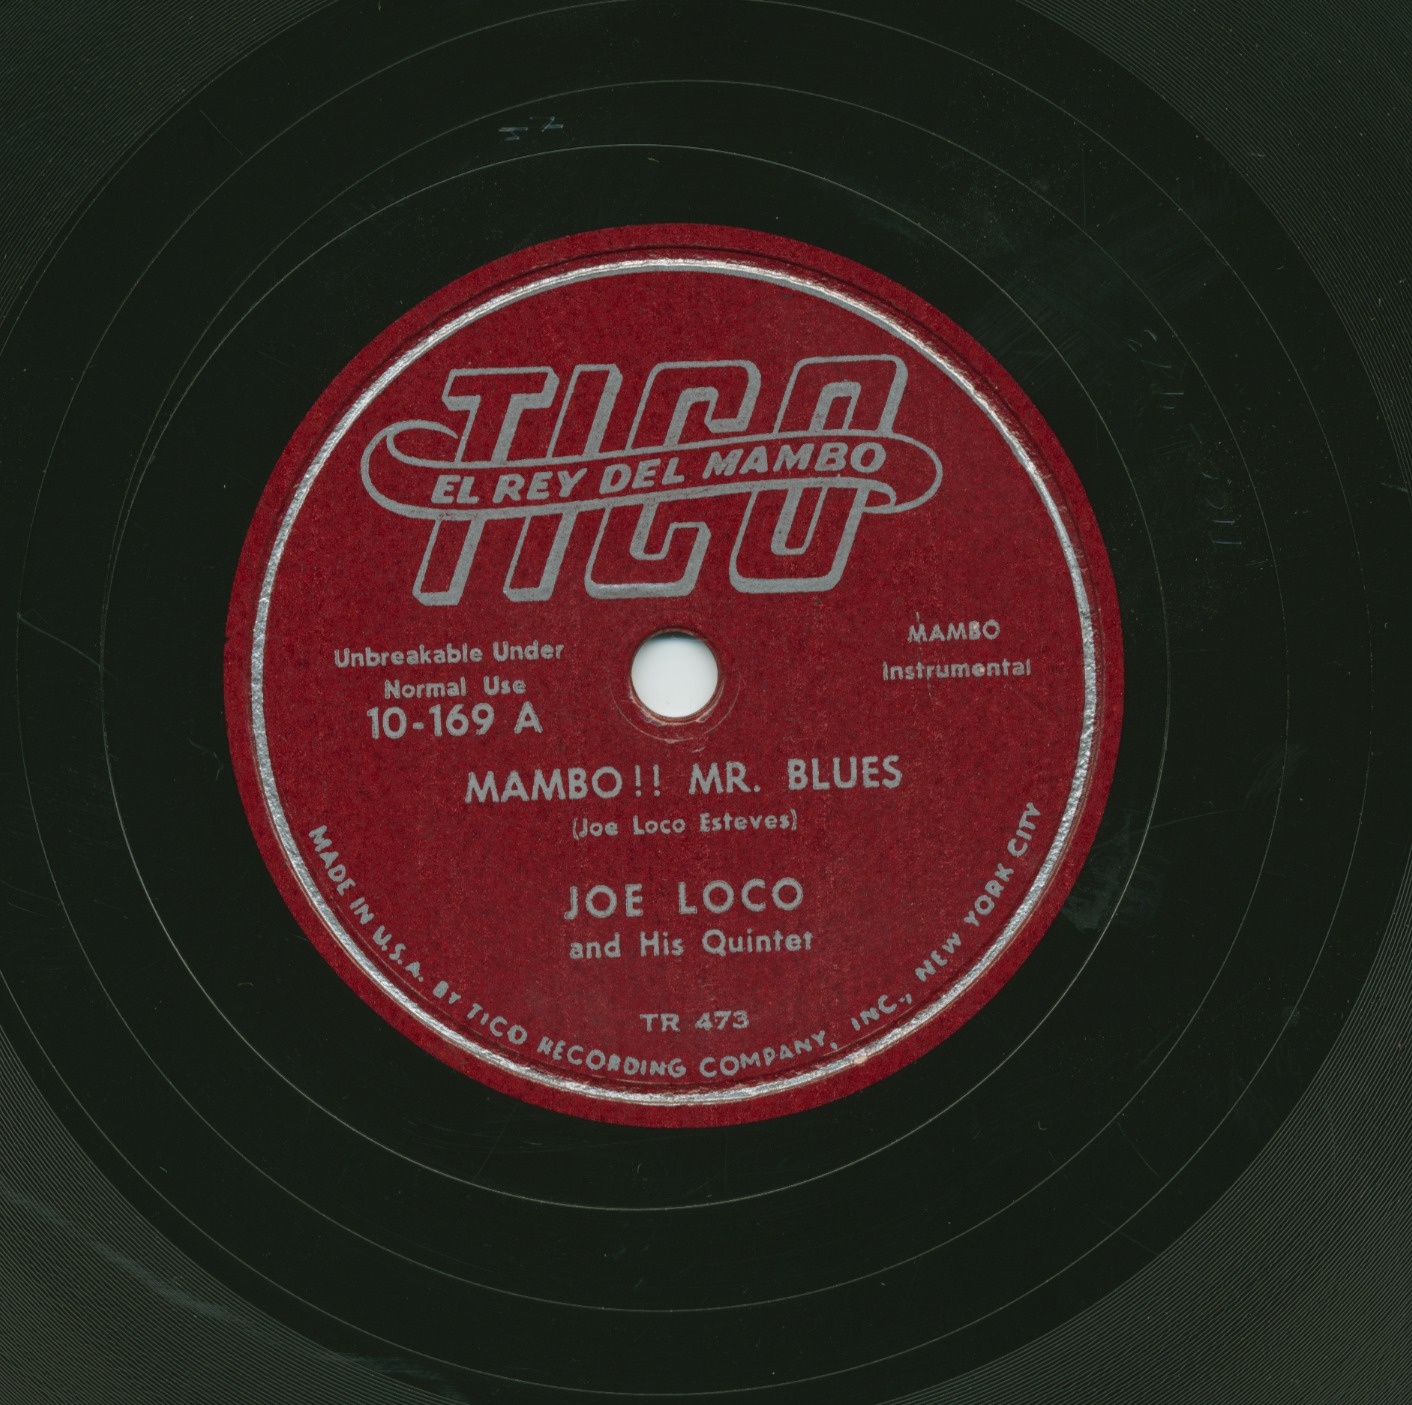 TICO
EL REY DEL MAMBO
Unbreakable Under
Normal Use
10-169 A
MAMBO
Instrumental
MAMBO!! MR. BLUES
(Joe Loco Esteves)
JOE LOCO
and His Quintet
TR 473
MADE IN U.S.A. BY TICO RECORDING COMPANY, INC., NEW YORK CITY